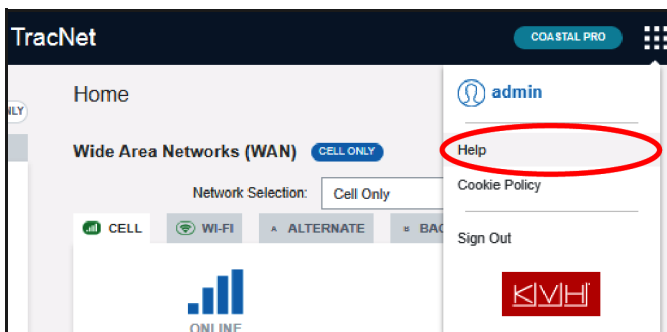 TracNet
COASTAL PRO
NLY
Home
admin
Wide Area Networks (WAN) CELL ONLY
Help
Network Selection: Cell Only
Cookie Policy
CELL WI-FI A ALTERNATE B BAC
Sign Out
ONLINE
KVH